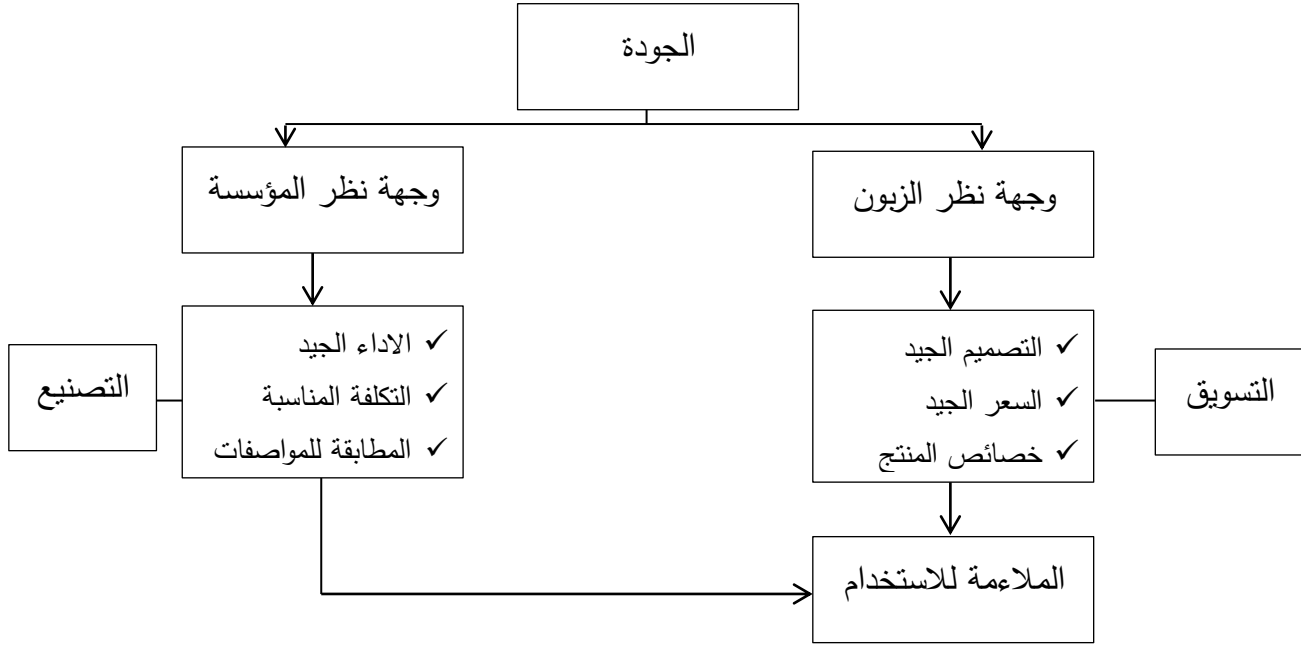 الجودة
وجهة نظر الزبون
وجهة نظر المؤسسة
✓ التصميم الجيد
✓ السعر الجيد
✓ خصائص المنتج
التسويق
✓ الاداء الجيد
✓ التكلفة المناسبة
✓ المطابقة للمواصفات
التصنيع
الملاءمة للاستخدام